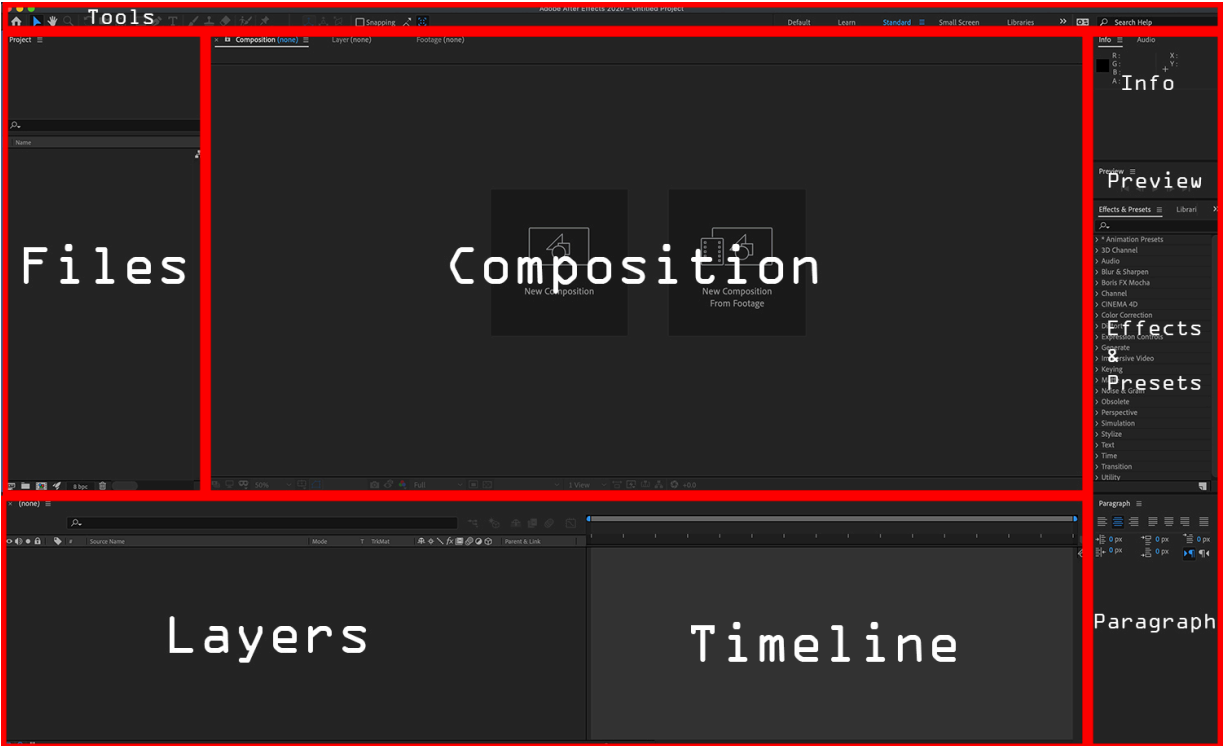 Adobe After Effects 2020 - Untitled Project
Tools
Snapping
Default Learn Standard Small Screen Libraries Search Help
Project
Name
Files
8 bpc
Composition (none) Layer (none) Footage (none)
Composition
New Composition
New Composition
From Footage
50% Full 1 View +0.0
Info Audio
R: X:
G: Y:
B:
A:
Info
Preview
Preview
Effects & Presets Librari
* Animation Presets
3D Channel
Audio
Blur & Sharpen
Boris FX Mocha
Channel
CINEMA 4D
Color Correction
Distort
Expression Controls
Generate
Immersive Video
Keying
Noise & Grain
Obsolete
Perspective
Simulation
Stylize
Text
Time
Transition
Utility
Effects
&
Presets
(none)
# Source Name Mode T TrkMat fx Parent & Link
Layers
Timeline
Paragraph
0 px 0 px 0 px
0 px 0 px
Paragraph